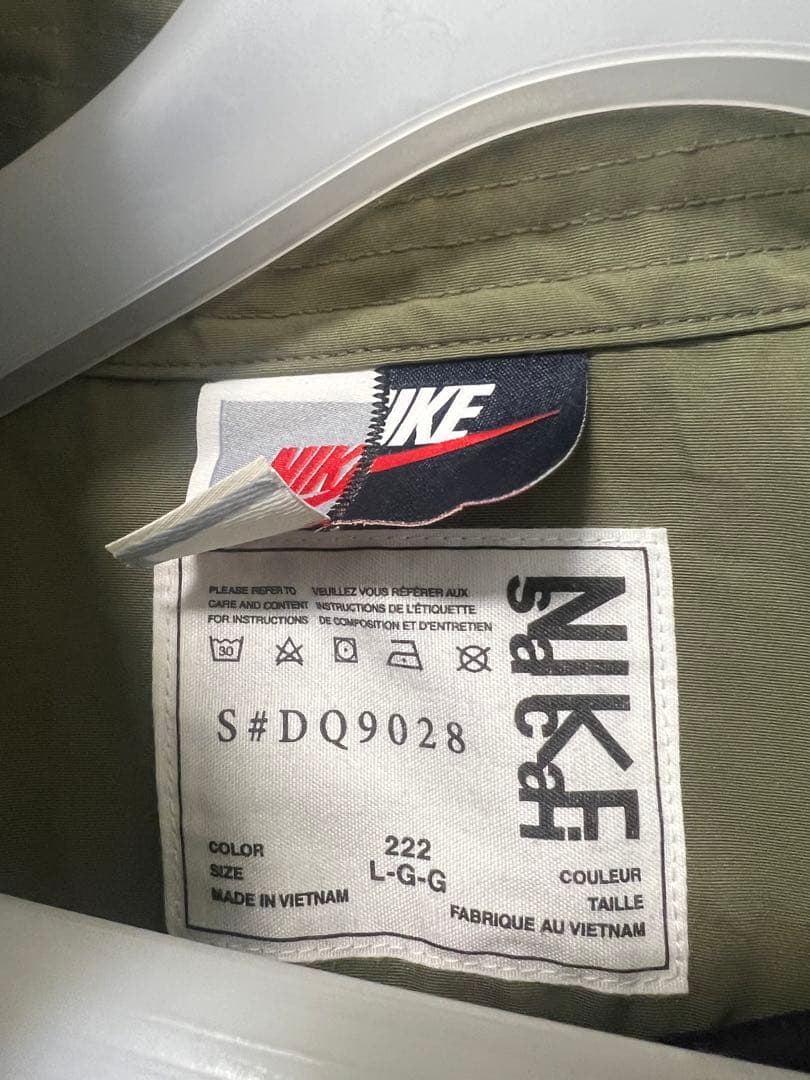 IKE
NIK
PLEASE REFER TO VEUILLEZ VOUS RÉFÉRER AUX
CARE AND CONTENT INSTRUCTIONS DE L'ÉTIQUETTE
FOR INSTRUCTIONS DE COMPOSITION ET D'ENTRETIEN
30
S#DQ9028
NIKE
sacai
COLOR 222 COULEUR
SIZE L-G-G TAILLE
MADE IN VIETNAM FABRIQUE AU VIETNAM